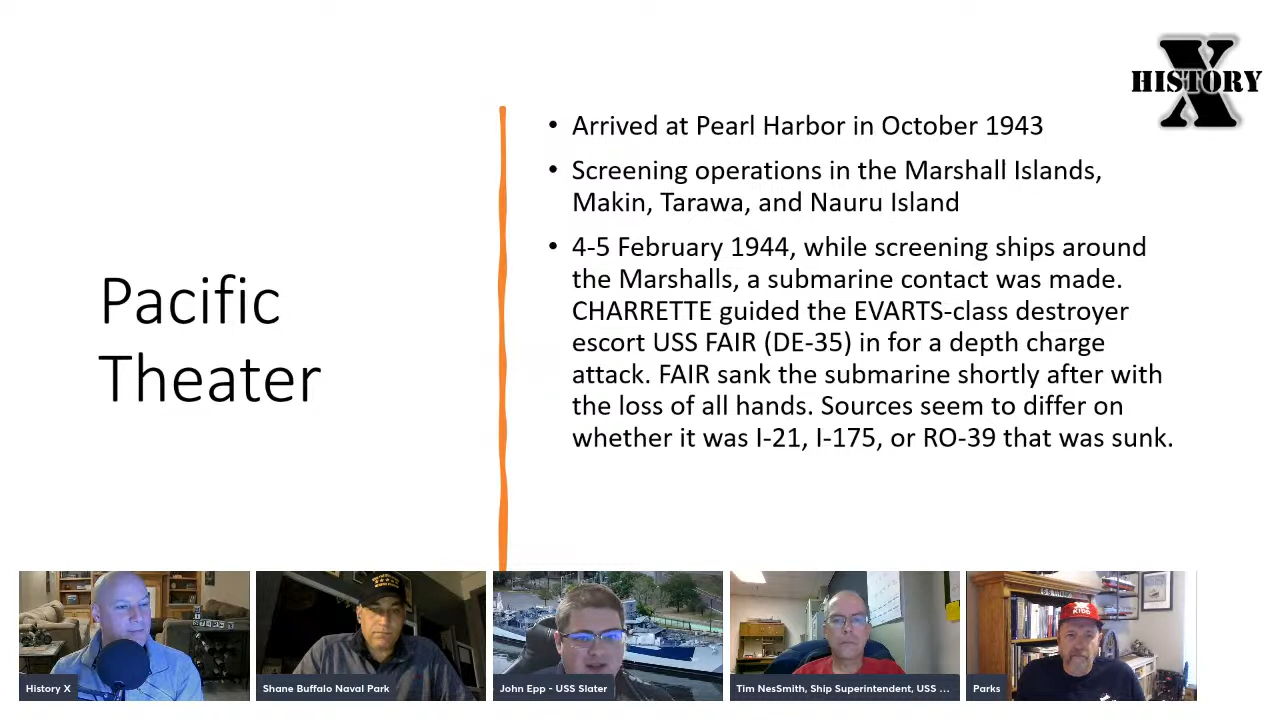 HISTORY
X
Pacific
Theater
• Arrived at Pearl Harbor in October 1943
• Screening operations in the Marshall Islands,
Makin, Tarawa, and Nauru Island
• 4-5 February 1944, while screening ships around
the Marshalls, a submarine contact was made.
CHARRETTE guided the EVARTS-class destroyer
escort USS FAIR (DE-35) in for a depth charge
attack. FAIR sank the submarine shortly after with
the loss of all hands. Sources seem to differ on
whether it was I-21, I-175, or RO-39 that was sunk.
KIDD
History X
Shane Buffalo Naval Park
John Epp - USS Slater
Tim NesSmith, Ship Superintendent, USS ...
Parks